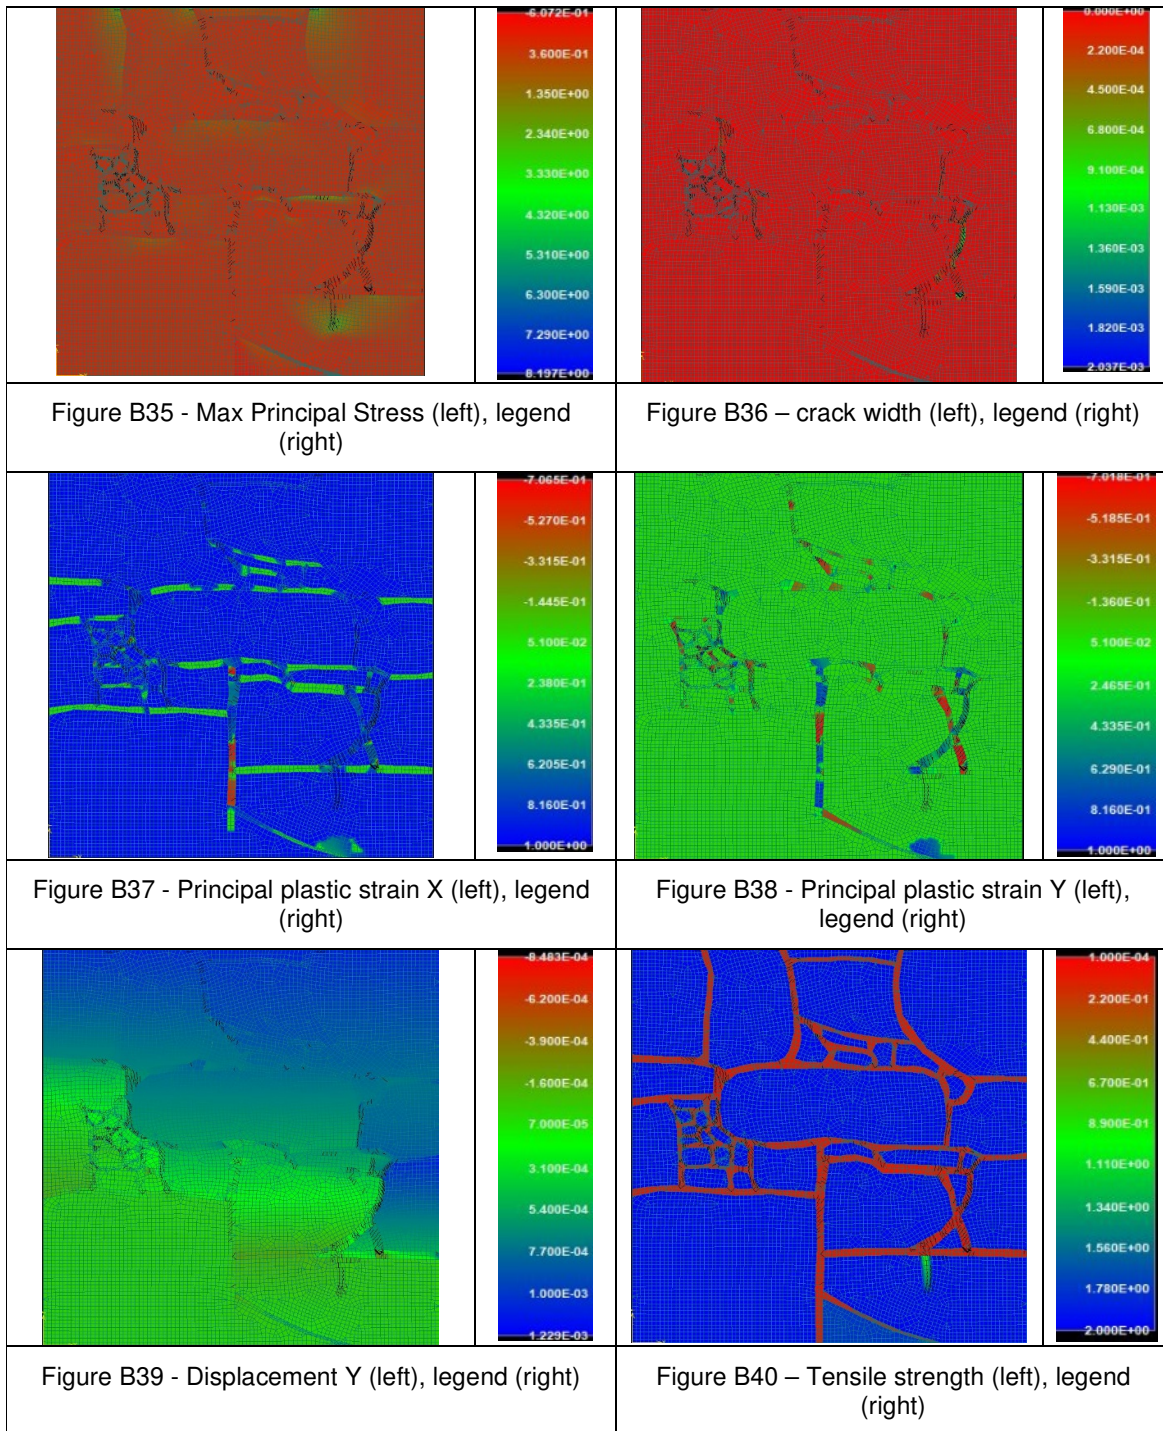 -6.072E-01
3.600E-01
1.350E+00
2.340E+00
3.330E+00
4.320E+00
5.310E+00
6.300E+00
7.290E+00
8.197E+00
0.000E+00
2.200E-04
4.500E-04
6.800E-04
9.100E-04
1.130E-03
1.360E-03
1.590E-03
1.820E-03
2.037E-03
Figure B35 - Max Principal Stress (left), legend
(right)
Figure B36 – crack width (left), legend (right)
-7.065E-01
-5.270E-01
-3.315E-01
-1.445E-01
5.100E-02
2.380E-01
4.335E-01
6.205E-01
8.160E-01
1.000E+00
-7.018E-01
-5.185E-01
-3.315E-01
-1.360E-01
5.100E-02
2.465E-01
4.335E-01
6.290E-01
8.160E-01
1.000E+00
Figure B37 - Principal plastic strain X (left), legend
(right)
Figure B38 - Principal plastic strain Y (left),
legend (right)
-8.483E-04
-6.200E-04
-3.900E-04
-1.600E-04
7.000E-05
3.100E-04
5.400E-04
7.700E-04
1.000E-03
1.229E-03
1.000E-04
2.200E-01
4.400E-01
6.700E-01
8.900E-01
1.110E+00
1.340E+00
1.560E+00
1.780E+00
2.000E+00
Figure B39 - Displacement Y (left), legend (right)
Figure B40 – Tensile strength (left), legend
(right)